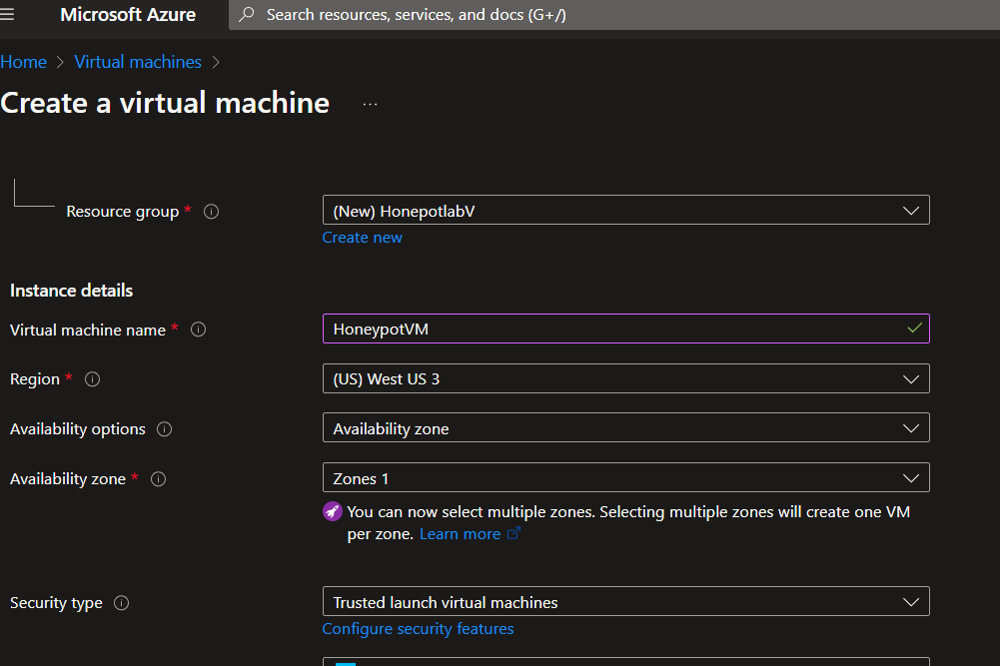 Microsoft Azure
Search resources, services, and docs (G+/)
Home > Virtual machines >
Create a virtual machine ...
Resource group * (New) HonepotlabV
Create new
Instance details
Virtual machine name * HoneypotVM
Region * (US) West US 3
Availability options Availability zone
Availability zone * Zones 1
You can now select multiple zones. Selecting multiple zones will create one VM
per zone. Learn more
Security type Trusted launch virtual machines
Configure security features